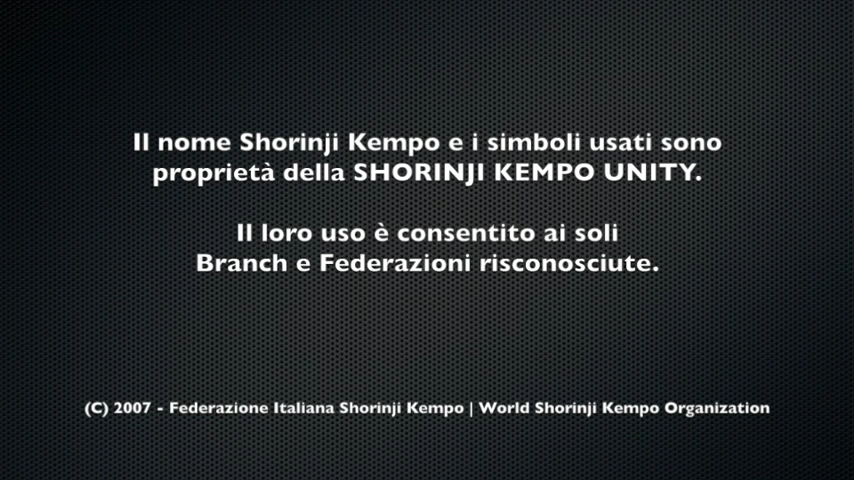 Il nome Shorinji Kempo e i simboli usati sono
proprietà della SHORINJI KEMPO UNITY.
Il loro uso è consentito ai soli
Branch e Federazioni risconosciute.
(C) 2007 - Federazione Italiana Shorinji Kempo | World Shorinji Kempo Organization